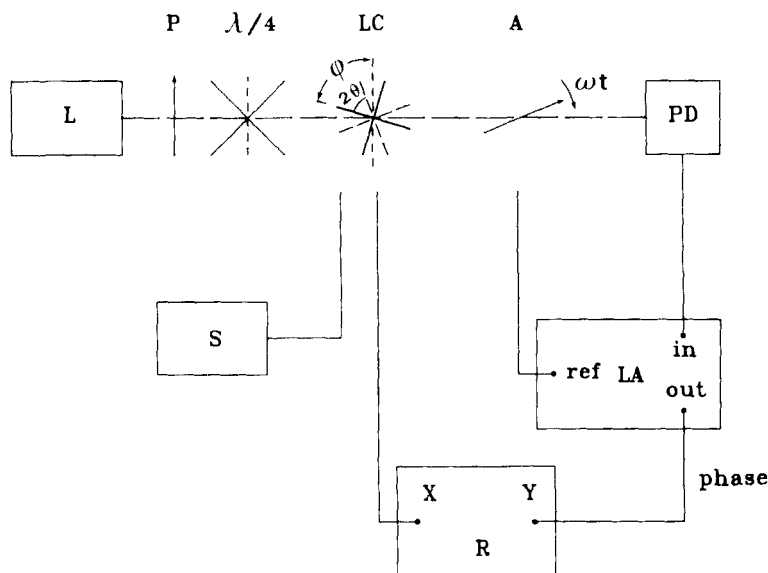 P λ/4 LC A
φ
2θ
ωt
L
PD
S
in
ref LA
out
phase
X Y
R